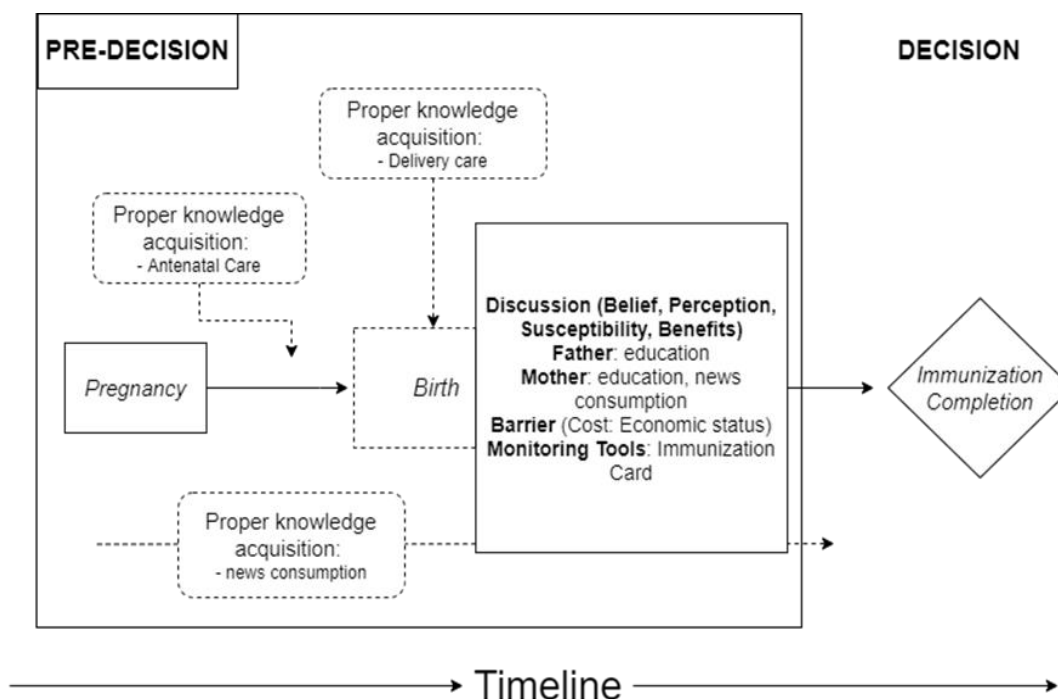 PRE-DECISION
DECISION
Proper knowledge
acquisition:
- Delivery care
Proper knowledge
acquisition:
- Antenatal Care
Pregnancy
Birth
Discussion (Belief, Perception,
Susceptibility, Benefits)
Father: education
Mother: education, news
consumption
Barrier (Cost: Economic status)
Monitoring Tools: Immunization
Card
Immunization
Completion
Proper knowledge
acquisition:
- news consumption
Timeline